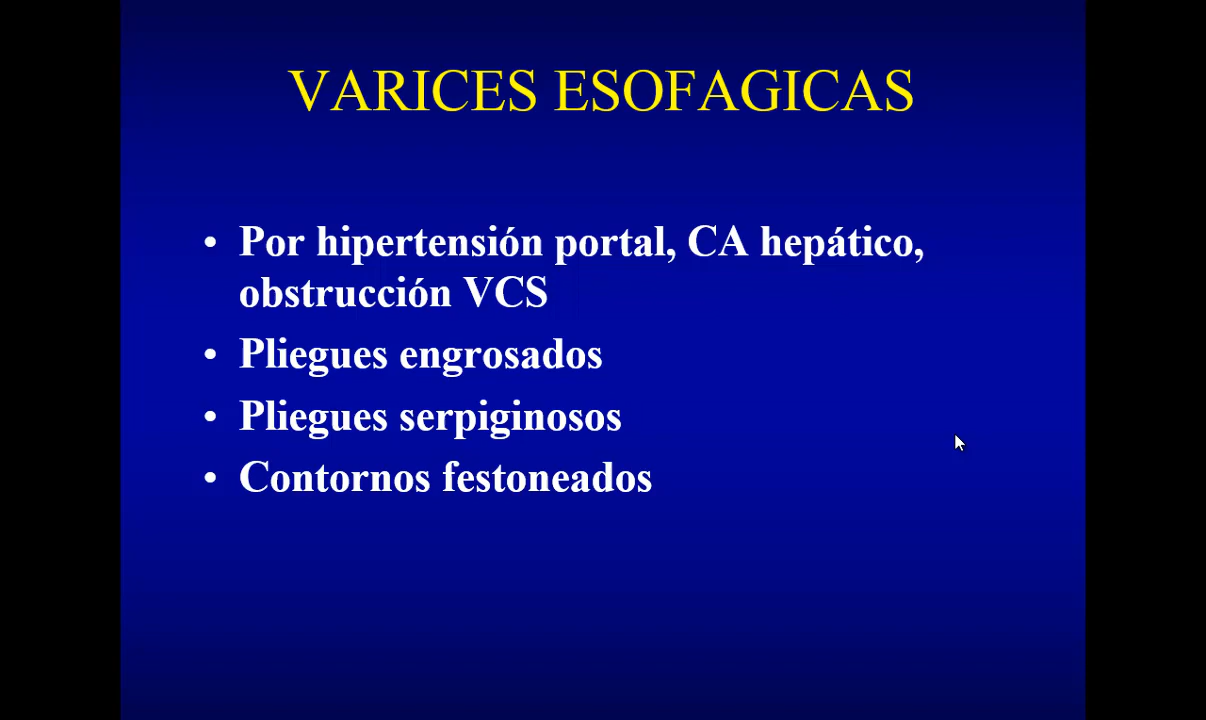 VARICES ESOFAGICAS
• Por hipertensión portal, CA hepático,
obstrucción VCS
• Pliegues engrosados
• Pliegues serpiginosos
• Contornos festoneados